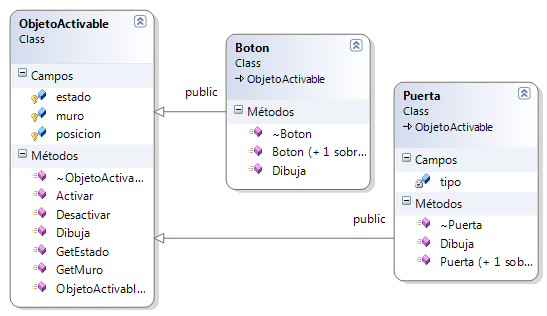 ObjetoActivable
Class
Campos
estado
muro
posicion
Métodos
~ObjetoActiva...
Activar
Desactivar
Dibuja
GetEstado
GetMuro
ObjetoActivabl...
public
Boton
Class
ObjetoActivable
Métodos
~Boton
Boton (+ 1 sobr...
Dibuja
public
Puerta
Class
ObjetoActivable
Campos
tipo
Métodos
~Puerta
Dibuja
Puerta (+ 1 sob...